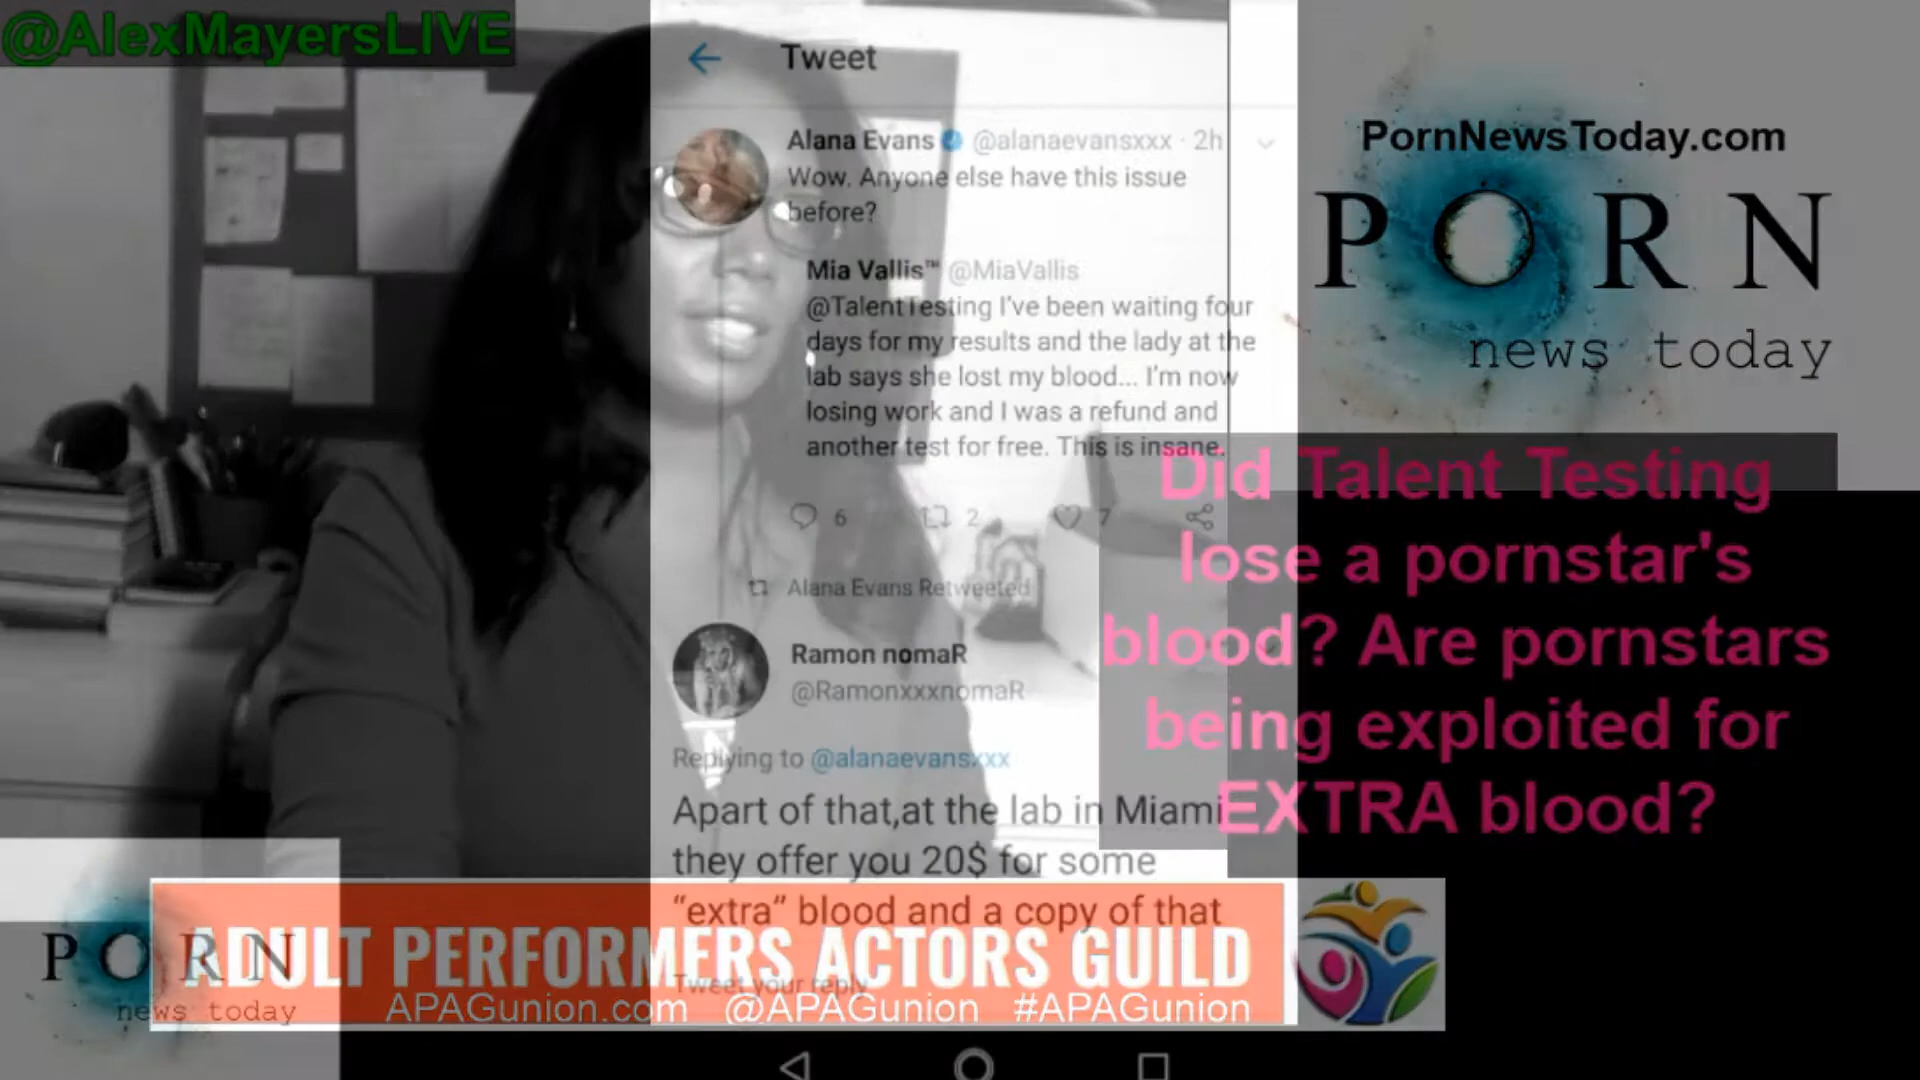 @AlexMayersLIVE
Tweet
Alana Evans @alanaevansxxx · 2h
Wow. Anyone else have this issue
before?
Mia Vallis™ @MiaVallis
@TalentTesting I've been waiting four
days for my results and the lady at the
lab says she lost my blood... I'm now
losing work and I was a refund and
another test for free. This is insane.
6 2 7
Alana Evans Retweeted
Ramon nomaR
@RamonxxxnomaR
Replying to @alanaevansxxx
Apart of that,at the lab in Miami
they offer you 20$ for some
“extra” blood and a copy of that
Tweet your reply
PornNewsToday.com
PORN
news today
Did Talent Testing
lose a pornstar's
blood? Are pornstars
being exploited for
EXTRA blood?
PORN
news today
ADULT PERFORMERS ACTORS GUILD
APAGunion.com @APAGunion #APAGunion